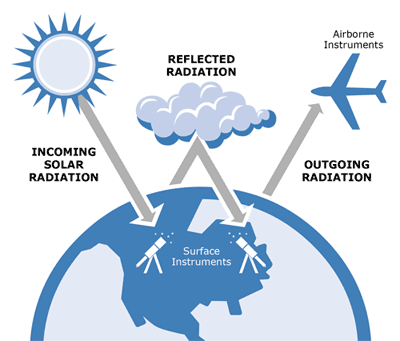 Airborne
Instruments
REFLECTED
RADIATION
INCOMING
SOLAR
RADIATION
OUTGOING
RADIATION
Surface
Instruments